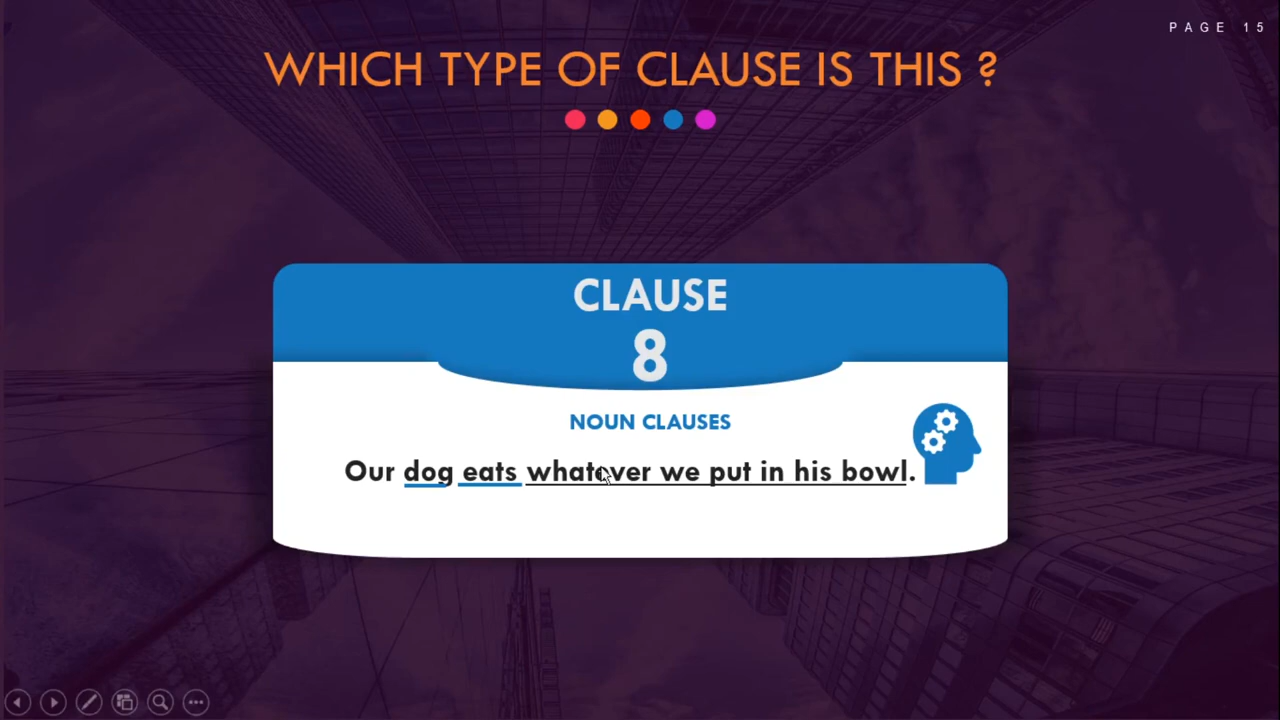 PAGE 15
WHICH TYPE OF CLAUSE IS THIS ?
CLAUSE
8
NOUN CLAUSES
Our dog eats whatever we put in his bowl.